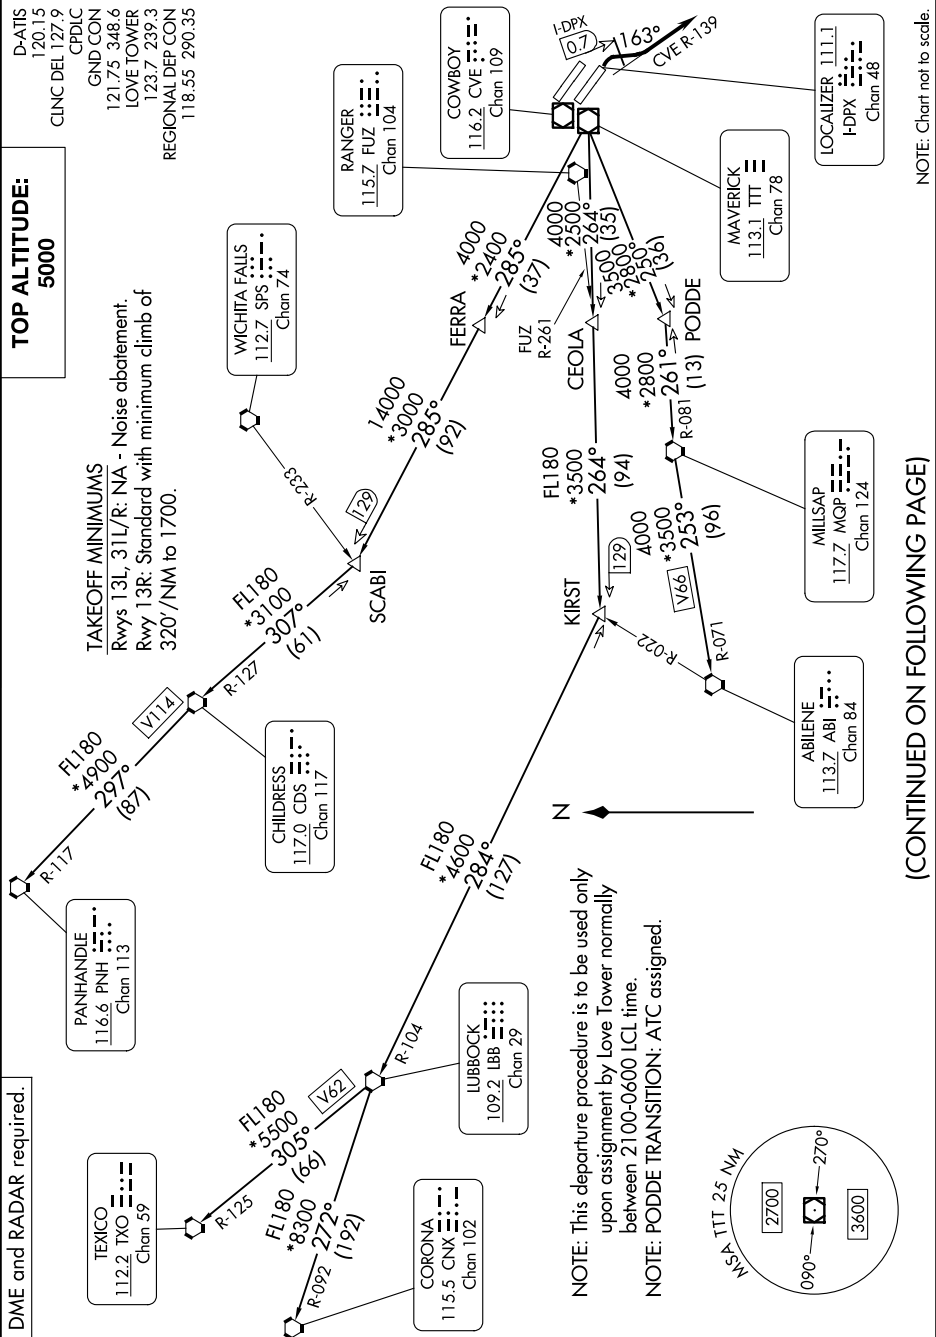 DME and RADAR required.
TOP ALTITUDE:
5000
D-ATIS
120.15
CLNC DEL 127.9
CPDLC
GND CON
121.75 348.6
LOVE TOWER
123.7 239.3
REGIONAL DEP CON
118.55 290.35
TAKEOFF MINIMUMS
Rwys 13L, 31L/R: NA - Noise abatement.
Rwy 13R: Standard with minimum climb of
320'/NM to 1700.
PANHANDLE
116.6 PNH
Chan 113
R-117
FL180
*4900
297°
(87)
V114
CHILDRESS
117.0 CDS
Chan 117
R-127
FL180
*3100
307°
(61)
SCABI
129
R-233
WICHITA FALLS
112.7 SPS
Chan 74
14000
*3000
285°
(92)
FERRA
4000
*2400
285°
(37)
RANGER
115.7 FUZ
Chan 104
COWBOY
116.2 CVE
Chan 109
I-DPX
0.7
163°
CVE R-139
LOCALIZER 111.1
I-DPX
Chan 48
MAVERICK
113.1 TTT
Chan 78
4000
*2500
264°
(35)
FUZ
R-261
CEOLA
3500
*2800
250°
(36)
PODDE
4000
*2800
261°
(13)
R-081
MILLSAP
117.7 MQP
Chan 124
FL180
*3500
264°
(94)
KIRST
129
4000
*3500
253°
(96)
V66
R-071
R-022
ABILENE
113.7 ABI
Chan 84
FL180
*4600
284°
(127)
R-104
LUBBOCK
109.2 LBB
Chan 29
TEXICO
112.2 TXO
Chan 59
R-125
FL180
*5500
305°
(66)
V62
FL180
*8300
272°
(192)
R-092
CORONA
115.5 CNX
Chan 102
N
NOTE: This departure procedure is to be used only
upon assignment by Love Tower normally
between 2100-0600 LCL time.
NOTE: PODDE TRANSITION: ATC assigned.
MSA TTT 25 NM
2700
090°
270°
3600
(CONTINUED ON FOLLOWING PAGE)
NOTE: Chart not to scale.